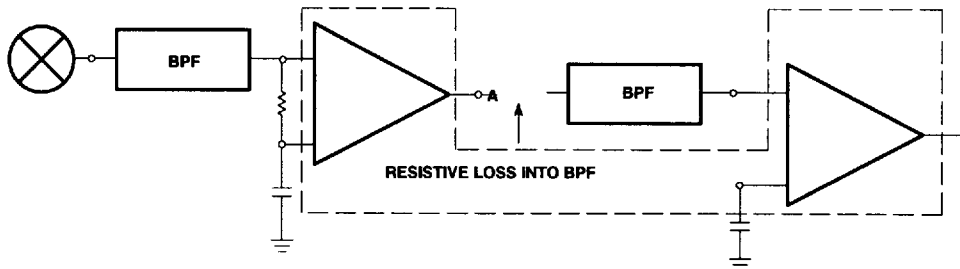 BPF
A
BPF
RESISTIVE LOSS INTO BPF